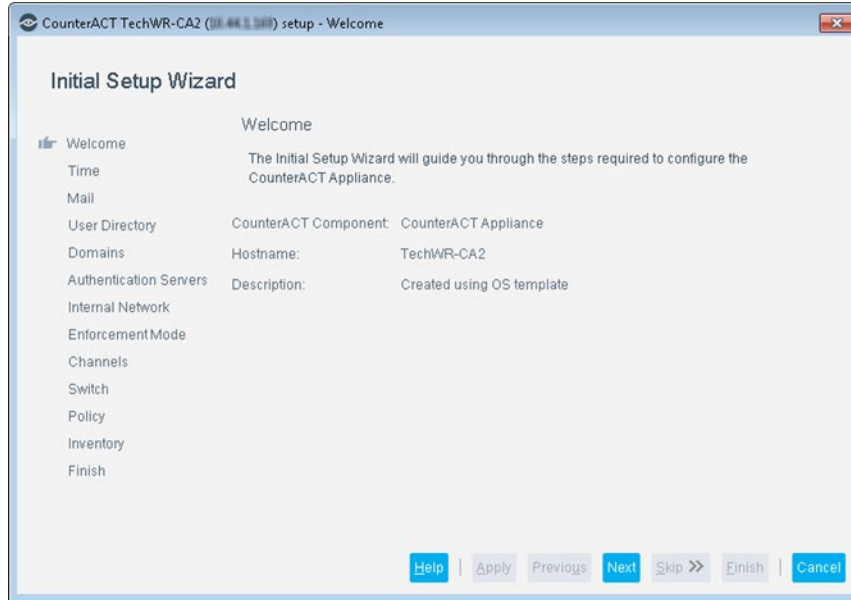 CounterACT TechWR-CA2 ( ) setup - Welcome
Initial Setup Wizard
Welcome
Time
Mail
User Directory
Domains
Authentication Servers
Internal Network
Enforcement Mode
Channels
Switch
Policy
Inventory
Finish
Welcome
The Initial Setup Wizard will guide you through the steps required to configure the
CounterACT Appliance.
CounterACT Component: CounterACT Appliance
Hostname: TechWR-CA2
Description: Created using OS template
Help | Apply Previous Next Skip >> Finish | Cancel